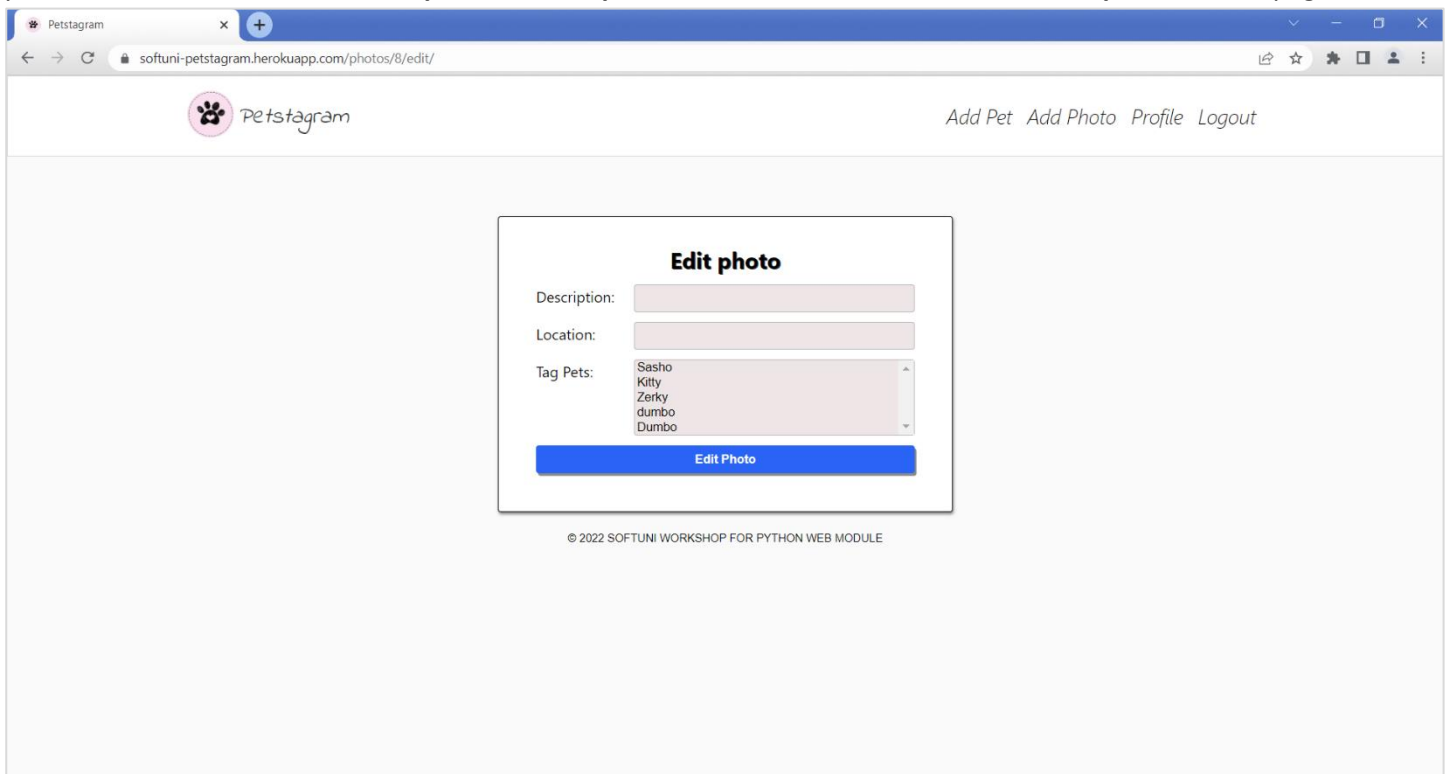 Petstagram
softuni-petstagram.herokuapp.com/photos/8/edit/
Petstagram
Add Pet Add Photo Profile Logout
Edit photo
Description:
Location:
Tag Pets:
Sasho
Kitty
Zerky
dumbo
Dumbo
Edit Photo
© 2022 SOFTUNI WORKSHOP FOR PYTHON WEB MODULE